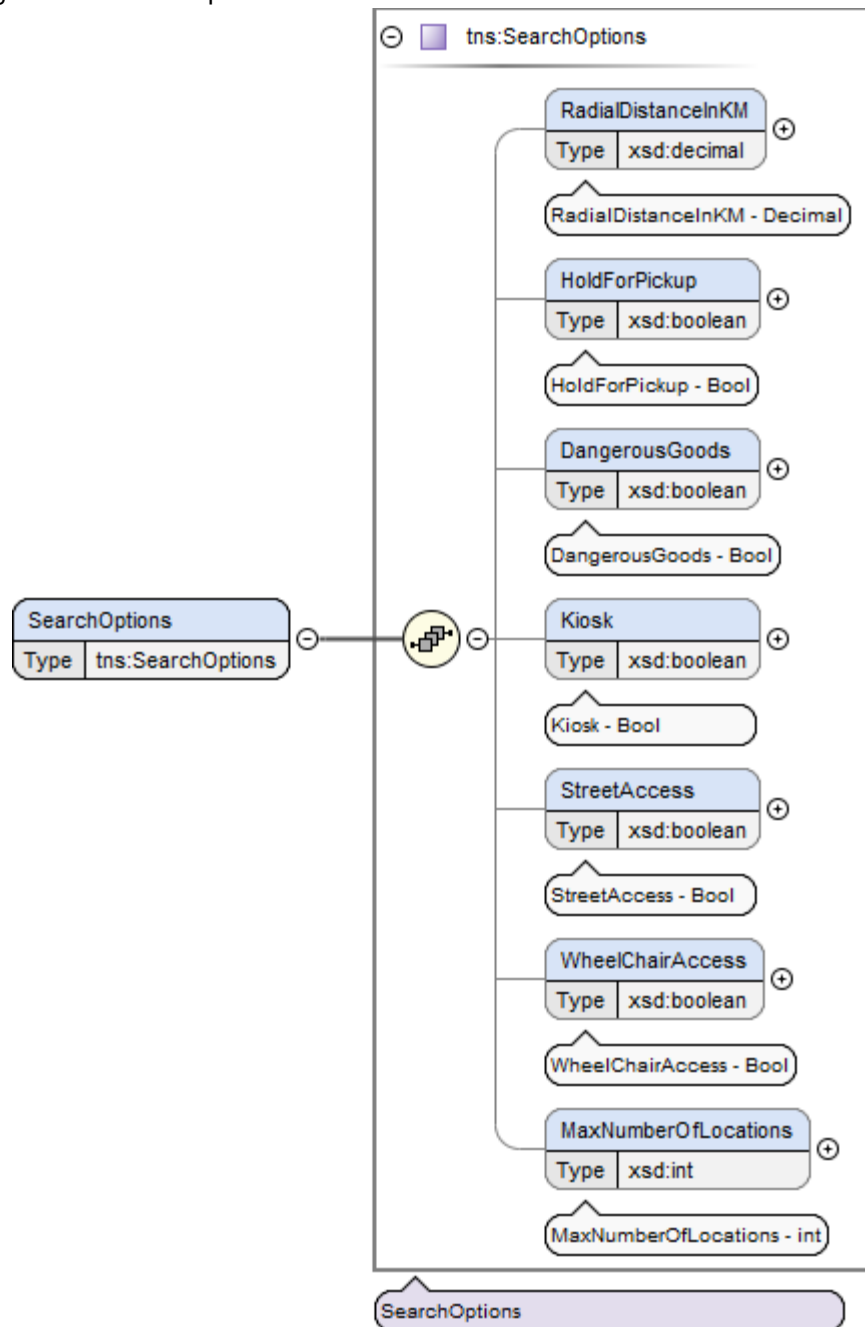 tns:SearchOptions
RadialDistanceInKM
Type xsd:decimal
RadialDistanceInKM - Decimal
HoldForPickup
Type xsd:boolean
HoldForPickup - Bool
DangerousGoods
Type xsd:boolean
DangerousGoods - Bool
SearchOptions
Type tns:SearchOptions
Kiosk
Type xsd:boolean
Kiosk - Bool
StreetAccess
Type xsd:boolean
StreetAccess - Bool
WheelChairAccess
Type xsd:boolean
WheelChairAccess - Bool
MaxNumberOfLocations
Type xsd:int
MaxNumberOfLocations - int
SearchOptions